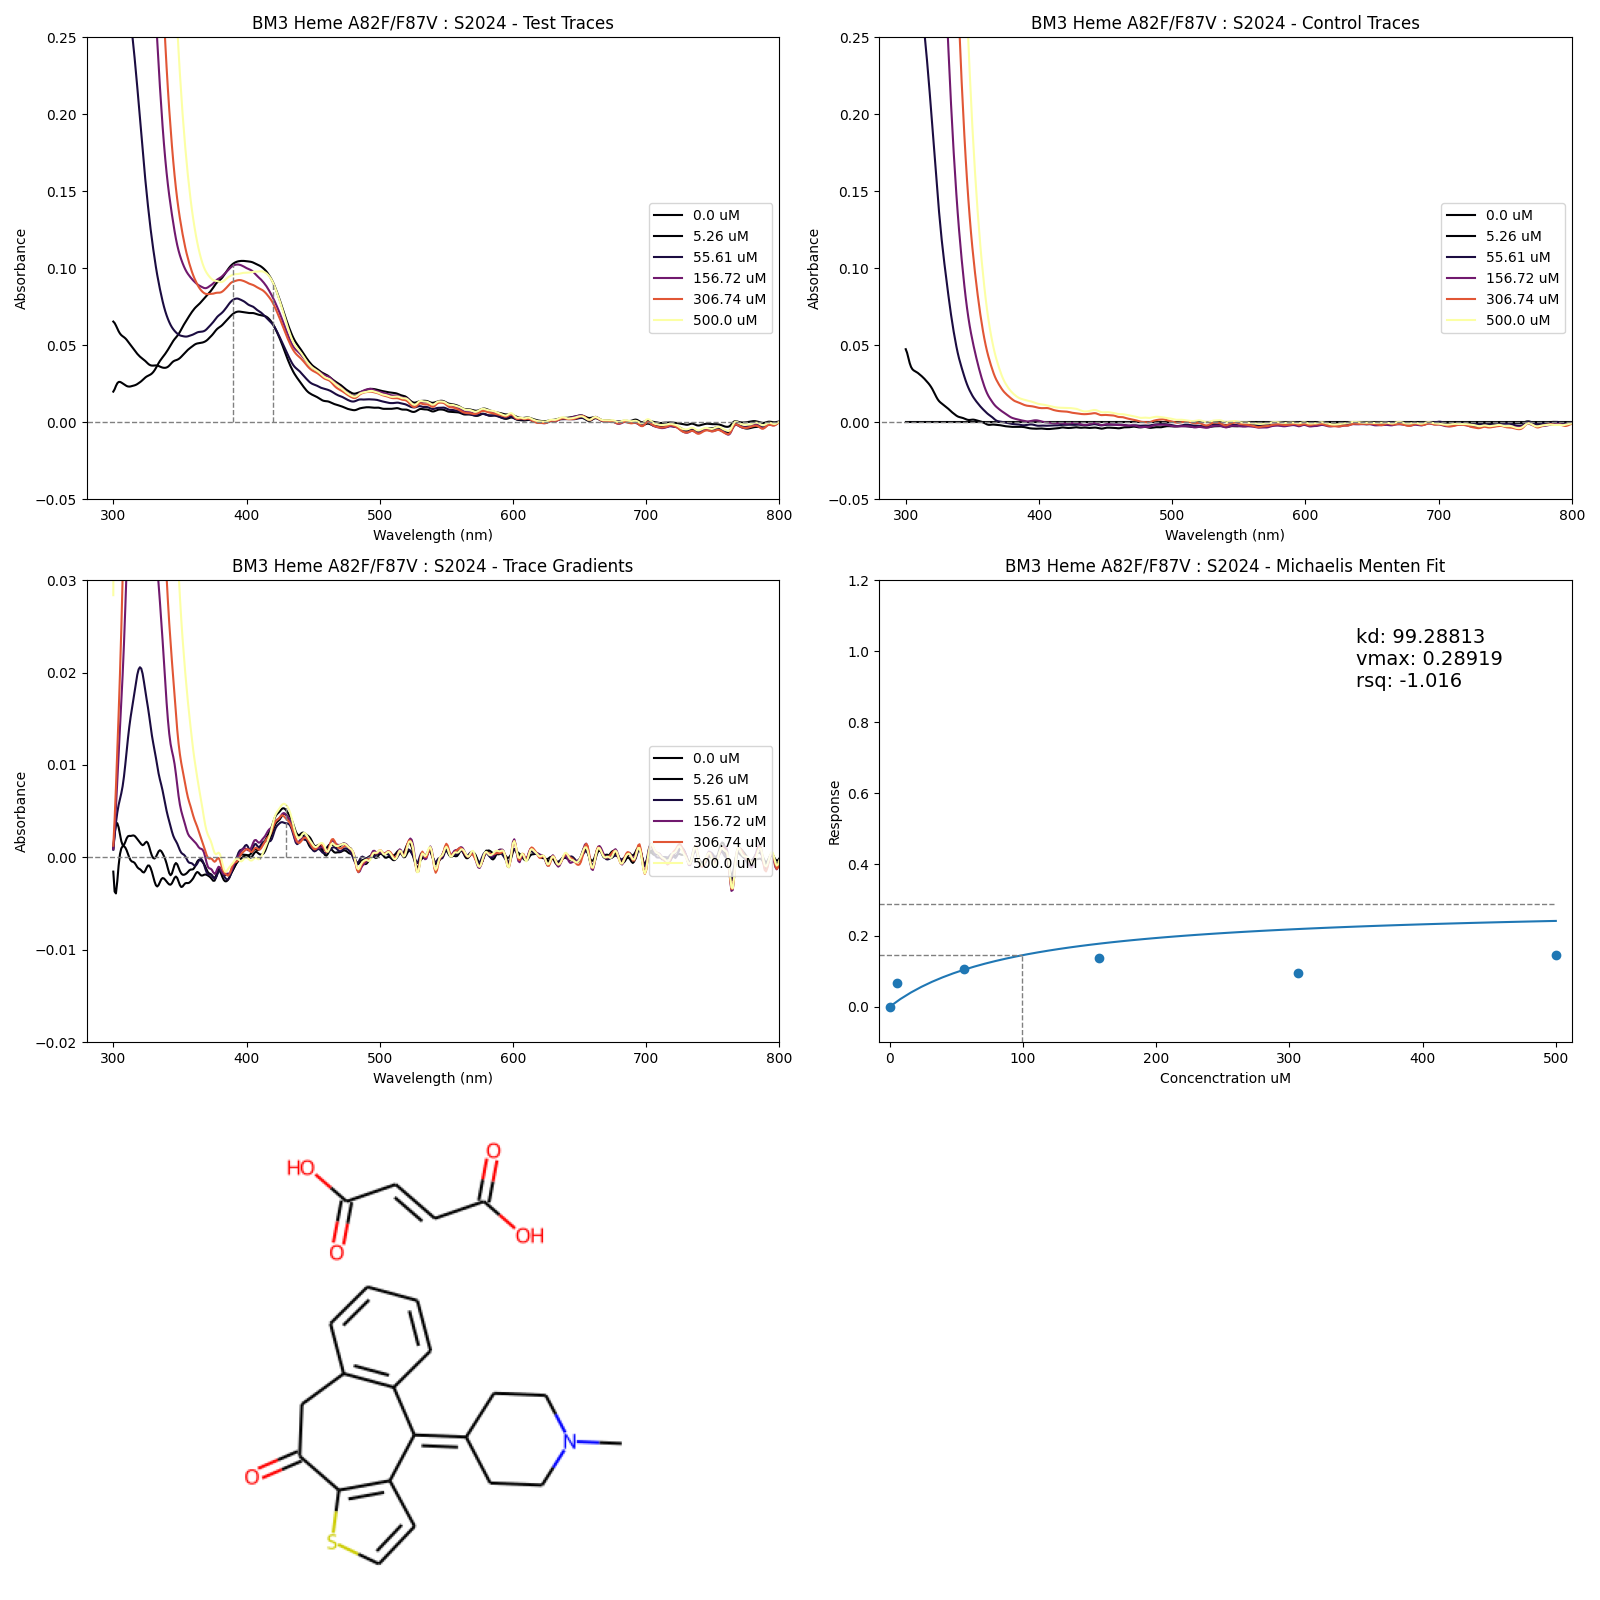 BM3 Heme A82F/F87V : S2024 - Test Traces
0.25
0.20
0.15
0.10
0.05
0.00
−0.05
Absorbance
300 400 500 600 700 800
Wavelength (nm)
0.0 uM
5.26 uM
55.61 uM
156.72 uM
306.74 uM
500.0 uM
BM3 Heme A82F/F87V : S2024 - Control Traces
0.25
0.20
0.15
0.10
0.05
0.00
−0.05
Absorbance
300 400 500 600 700 800
Wavelength (nm)
0.0 uM
5.26 uM
55.61 uM
156.72 uM
306.74 uM
500.0 uM
BM3 Heme A82F/F87V : S2024 - Trace Gradients
0.03
0.02
0.01
0.00
−0.01
−0.02
Absorbance
300 400 500 600 700 800
Wavelength (nm)
0.0 uM
5.26 uM
55.61 uM
156.72 uM
306.74 uM
500.0 uM
BM3 Heme A82F/F87V : S2024 - Michaelis Menten Fit
1.2
1.0
0.8
0.6
0.4
0.2
0.0
Response
kd: 99.28813
vmax: 0.28919
rsq: -1.016
0 100 200 300 400 500
Concenctration uM
HO
O
O
OH
O
S
N